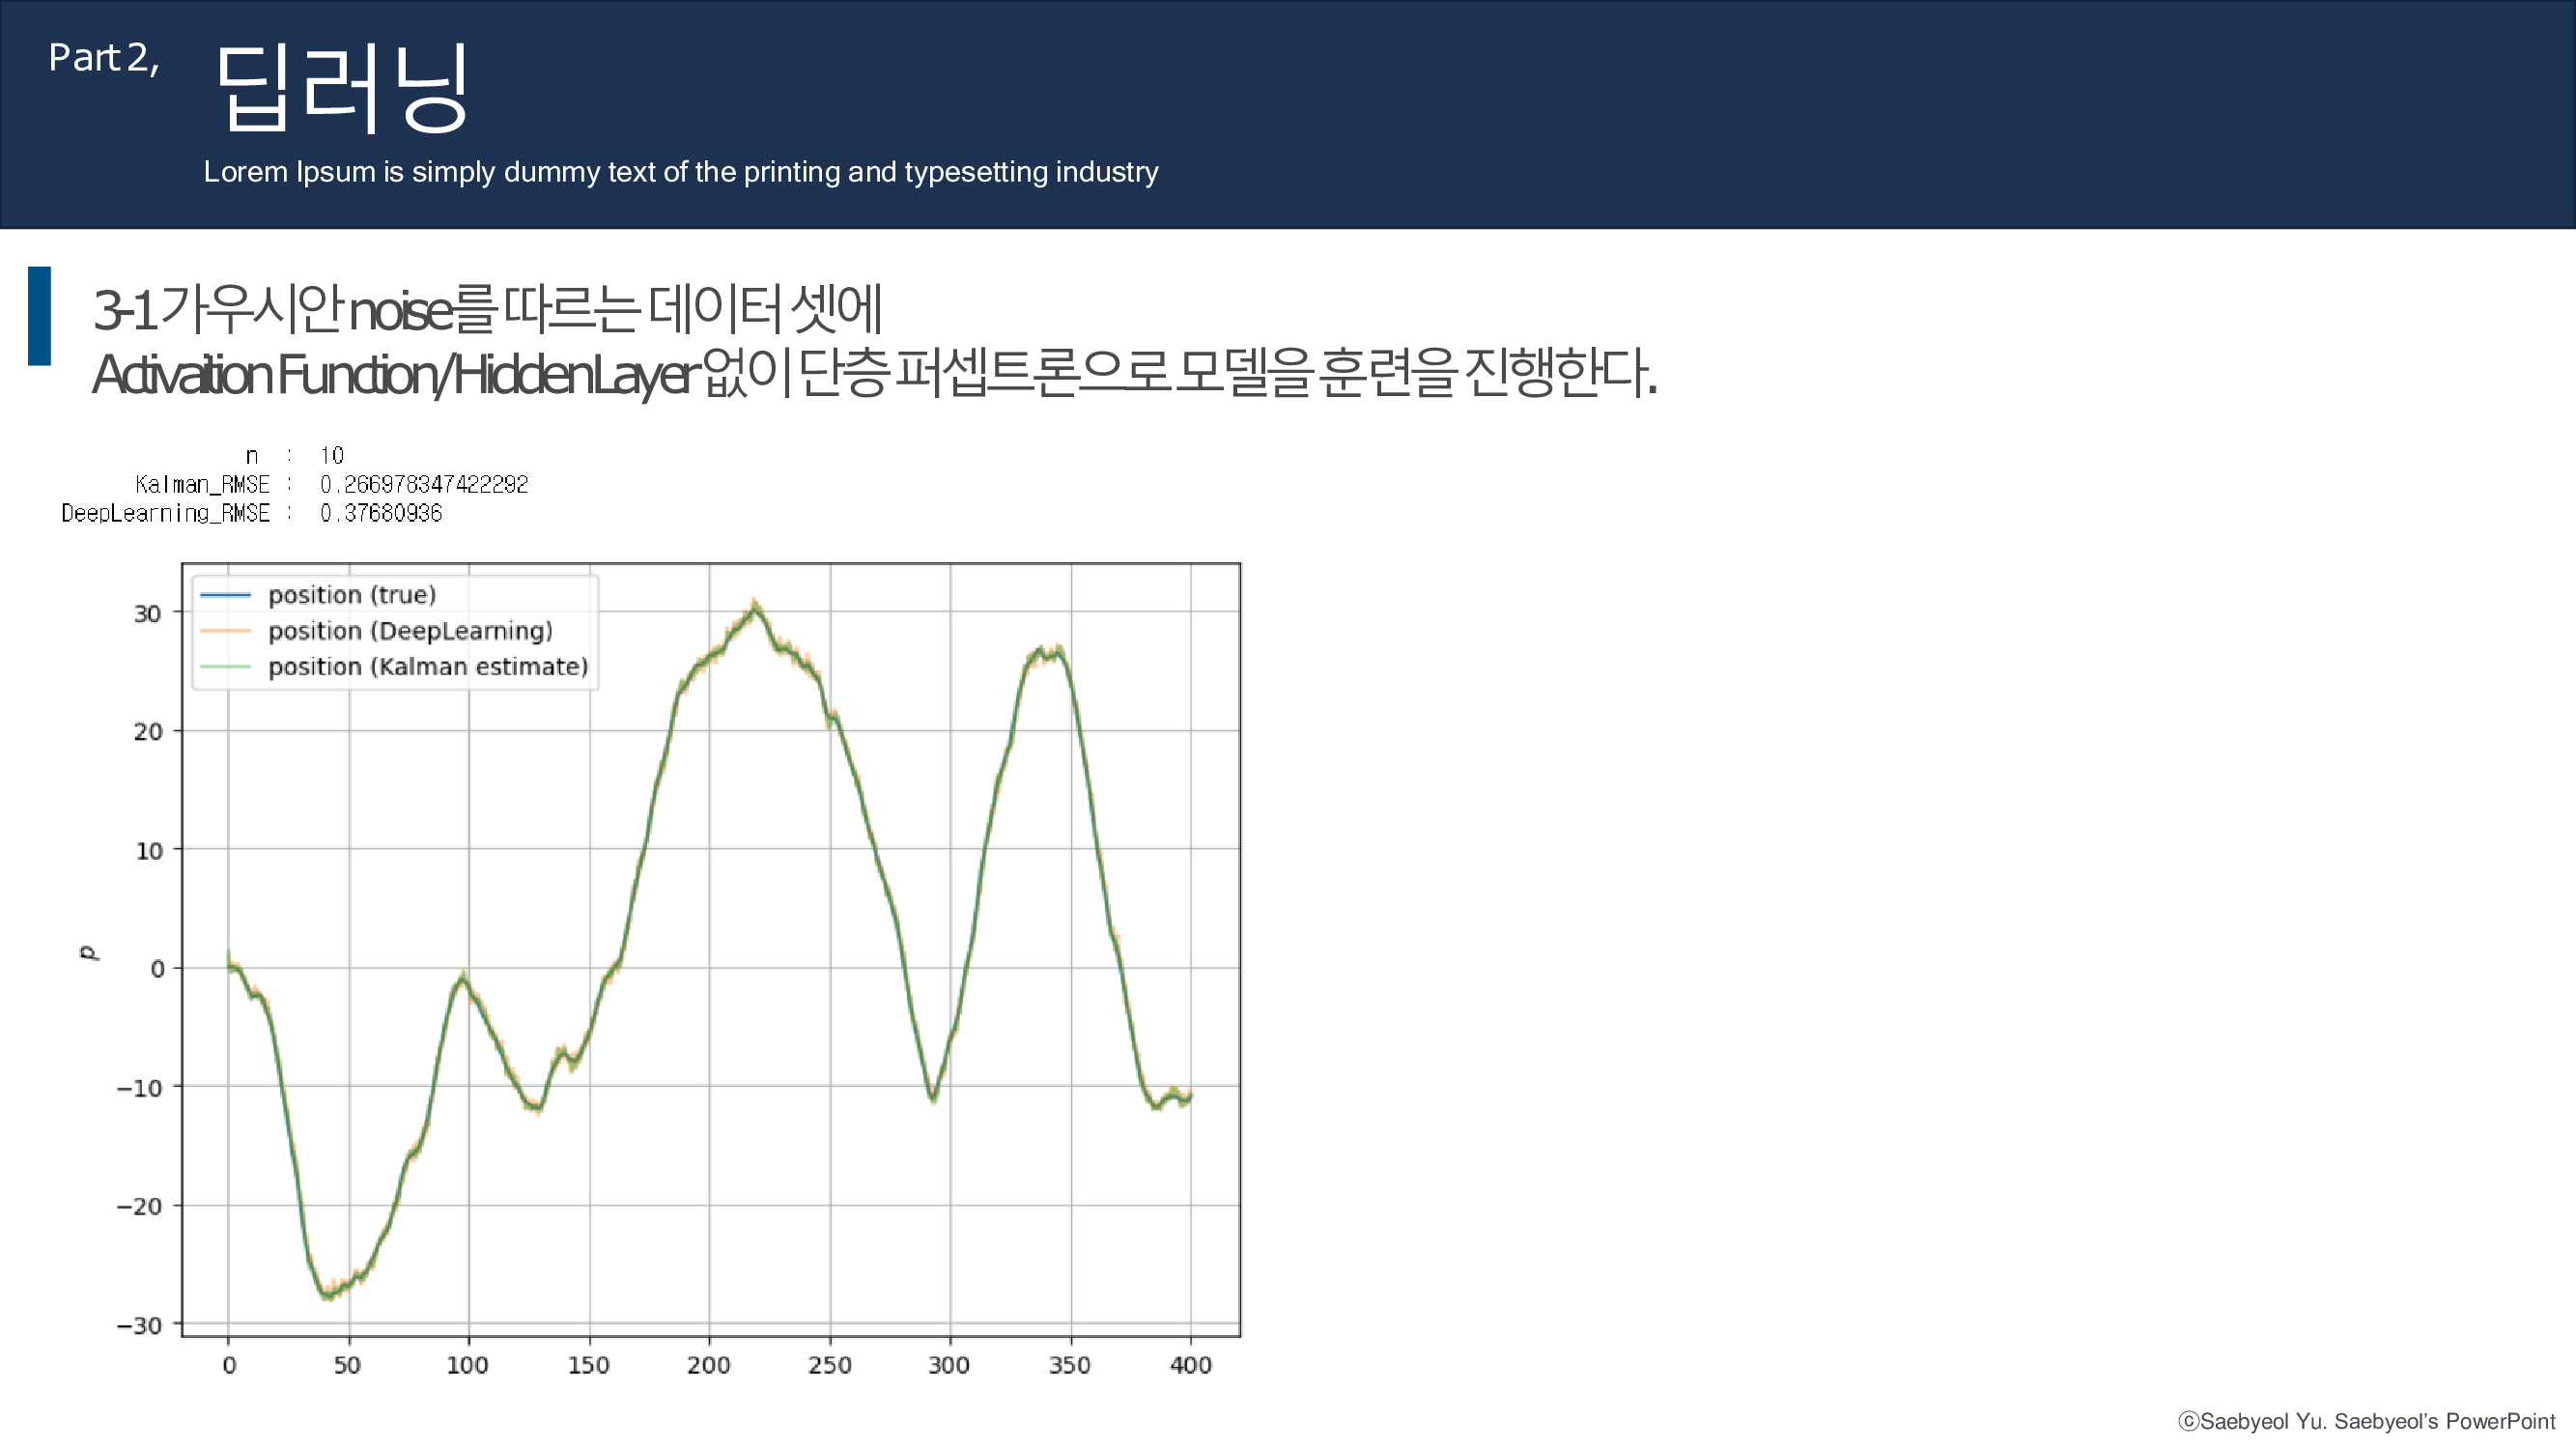 Part 2,
딥러닝
Lorem Ipsum is simply dummy text of the printing and typesetting industry
3-1 가우시안 noise를 따르는 데이터 셋에
Activaition Function/ Hidden Layer 없이 단층 퍼셉트론으로 모델을 훈련을 진행한다.
n : 10
Kalman_RMSE : 0.266978347422292
DeepLearning_RMSE : 0.37680936
position (true)
position (DeepLearning)
position (Kalman estimate)
30
20
10
0
−10
−20
−30
p
0 50 100 150 200 250 300 350 400
ⓒSaebyeol Yu. Saebyeol’s PowerPoint